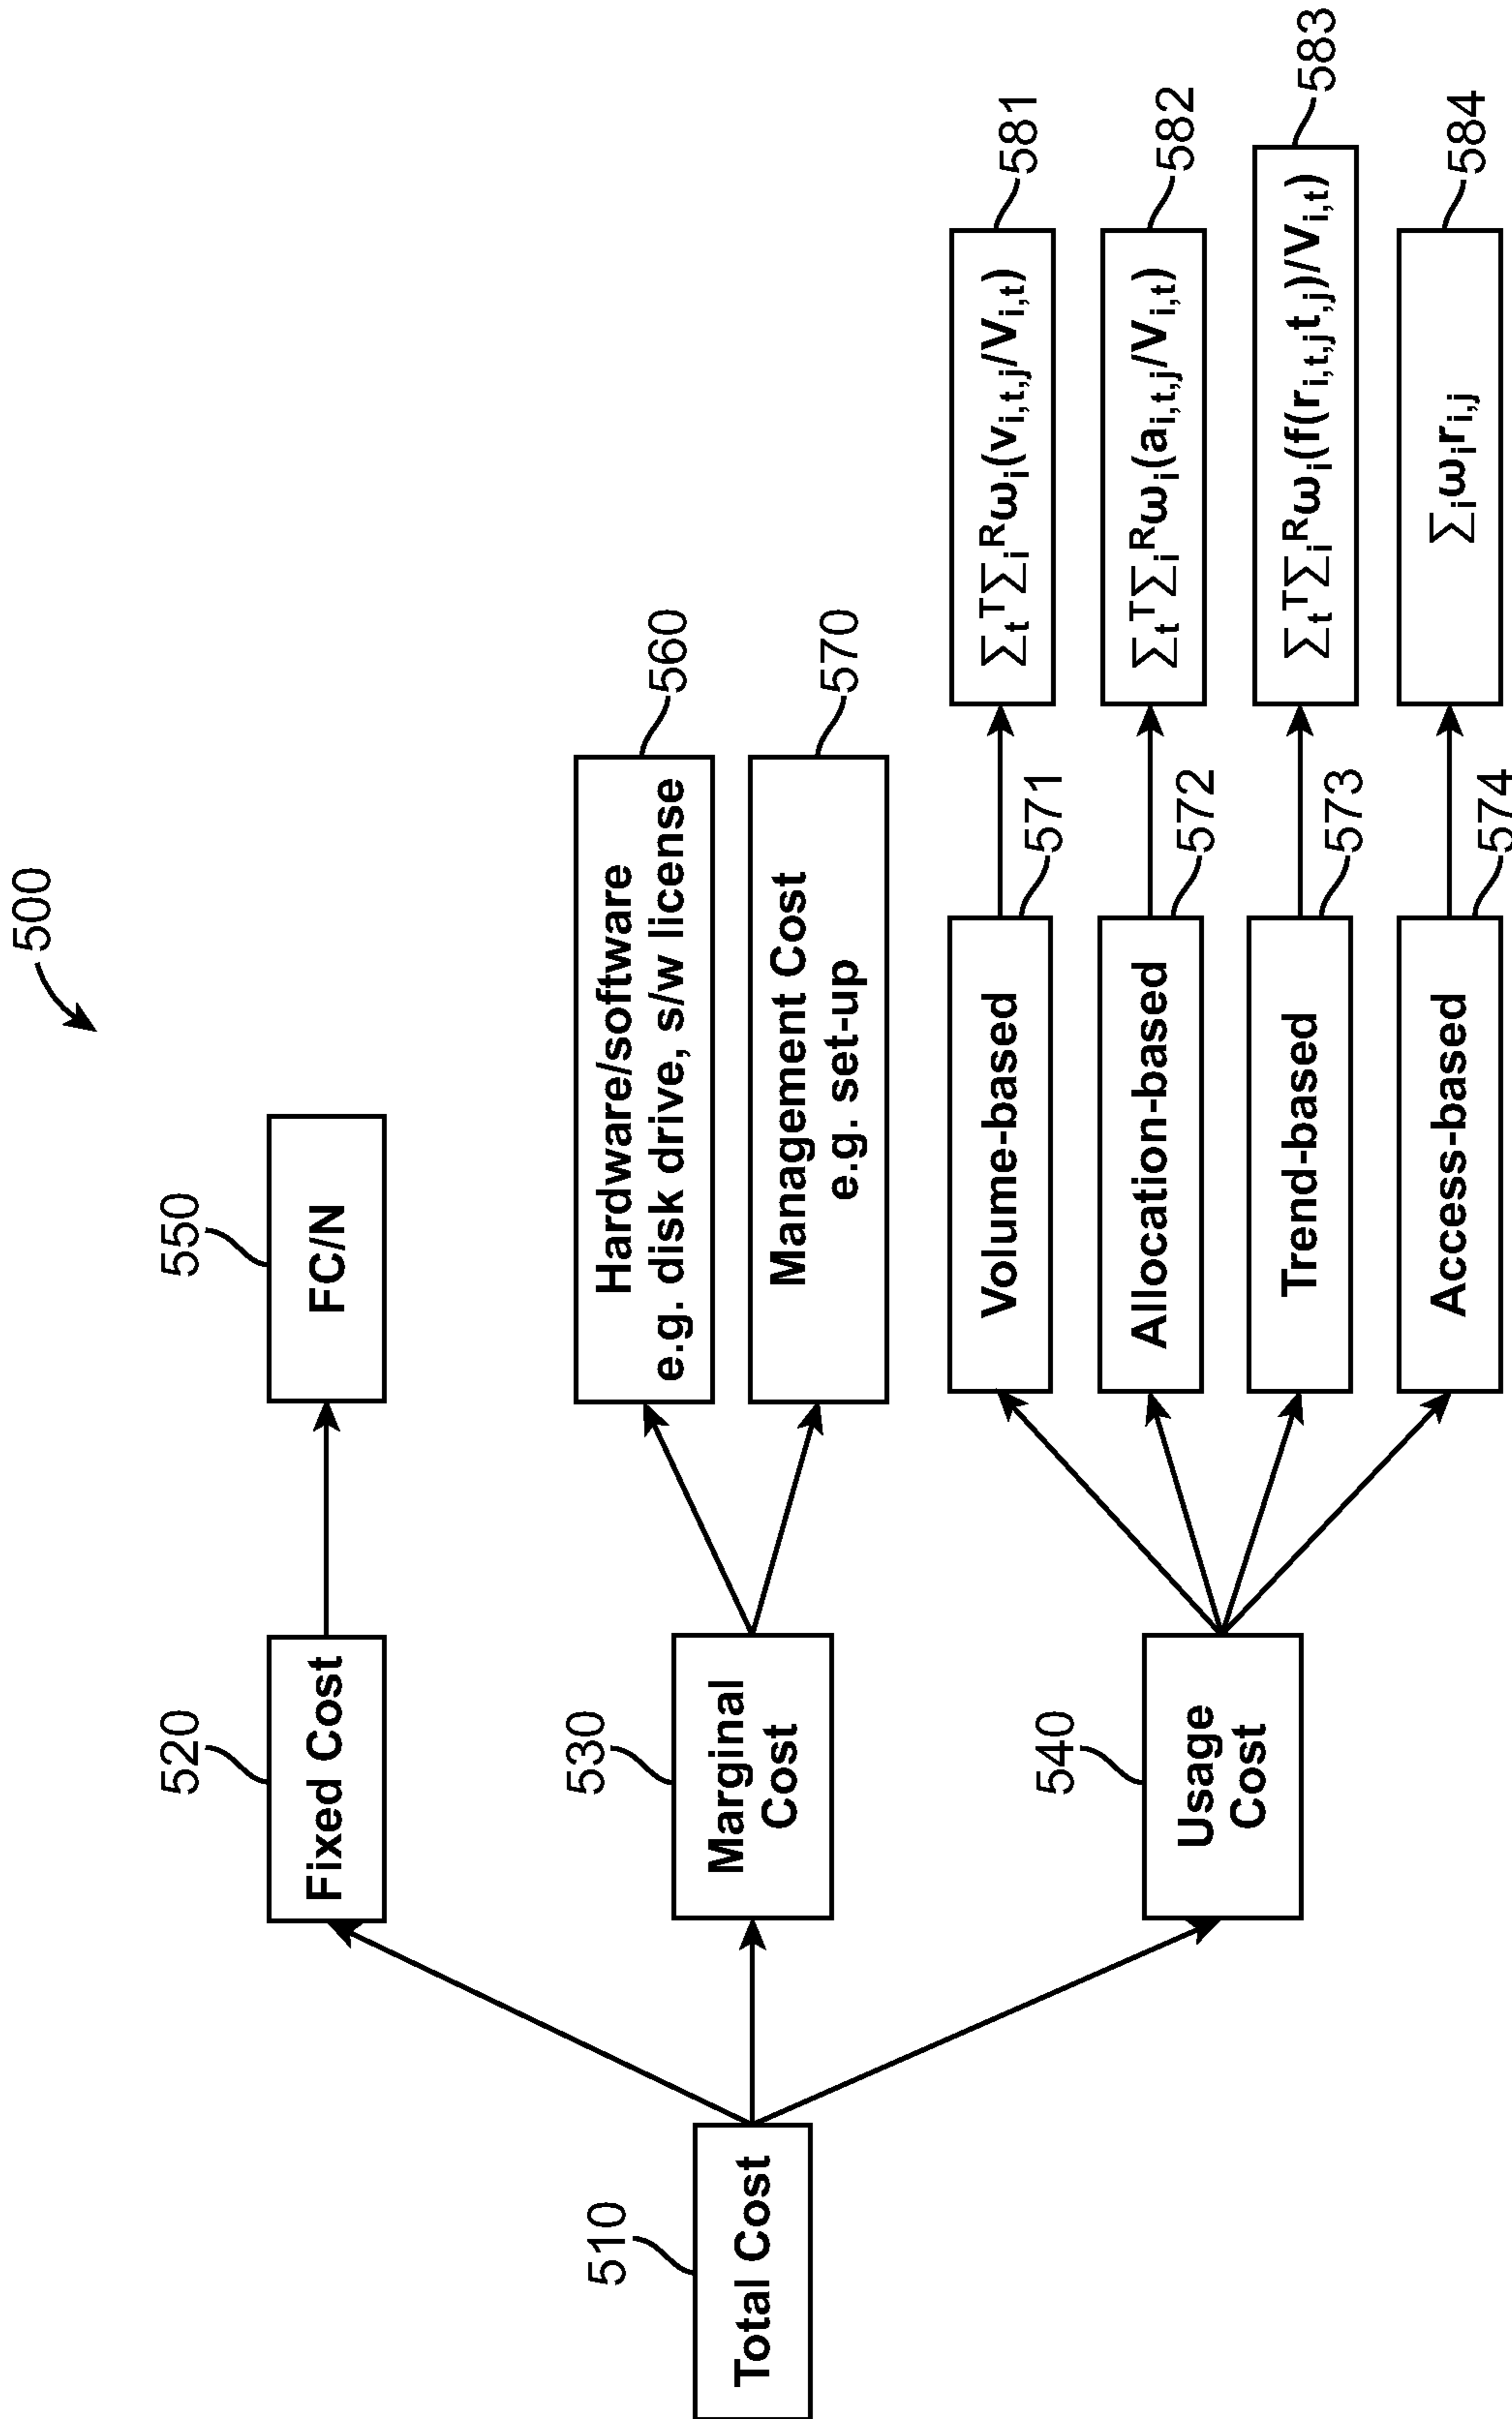 500
510
Total Cost
520
Fixed Cost
550
FC/N
530
Marginal
Cost
560
Hardware/software
e.g. disk drive, s/w license
570
Management Cost
e.g. set-up
540
Usage
Cost
Volume-based
571
∑ₜᵀ∑ᵢᴿωᵢ(vᵢ,ₜ,ⱼ/Vᵢ,ₜ)
581
Allocation-based
572
∑ₜᵀ∑ᵢᴿωᵢ(aᵢ,ₜ,ⱼ/Vᵢ,ₜ)
582
Trend-based
573
∑ₜᵀ∑ᵢᴿωᵢ(f(rᵢ,ₜ,ⱼt,ⱼ)/Vᵢ,ₜ)
583
Access-based
574
∑ᵢωᵢrᵢ,ⱼ
584